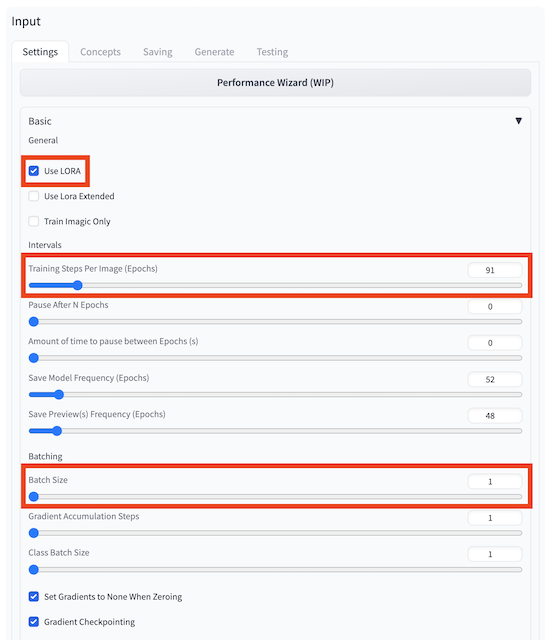 Input
Settings Concepts Saving Generate Testing
Performance Wizard (WIP)
Basic
General
Use LORA
Use Lora Extended
Train Imagic Only
Intervals
Training Steps Per Image (Epochs) 91
Pause After N Epochs 0
Amount of time to pause between Epochs (s) 0
Save Model Frequency (Epochs) 52
Save Preview(s) Frequency (Epochs) 48
Batching
Batch Size 1
Gradient Accumulation Steps 1
Class Batch Size 1
Set Gradients to None When Zeroing
Gradient Checkpointing